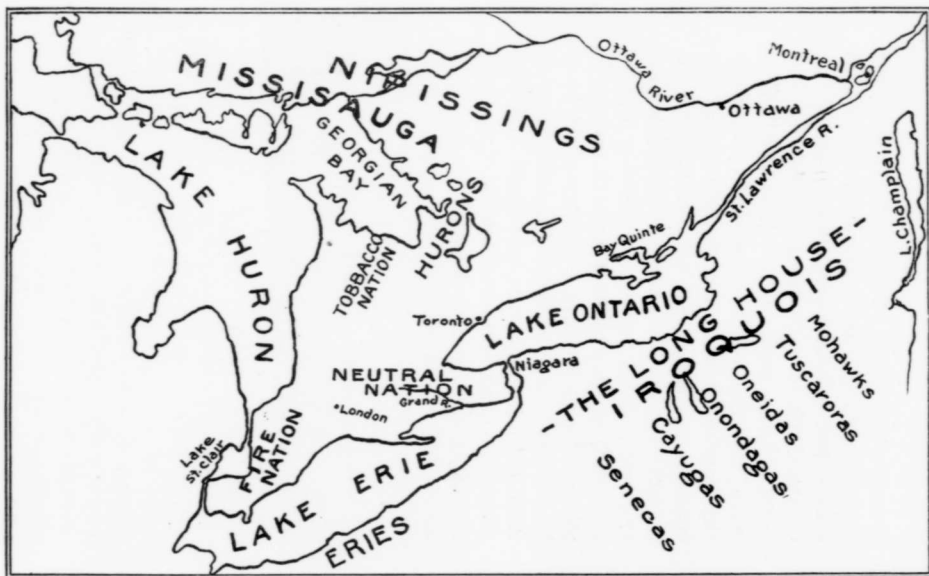 NIPISSINGS
MISSISAUGA
Ottawa
River
Montreal
Ottawa
St. Lawrence R.
L. Champlain
GEORGIAN
BAY
LAKE
HURON
HURONS
TOBBACCO
NATION
Bay Quinte
Toronto
LAKE ONTARIO
Niagara
NEUTRAL
NATION
Grand R.
London
Lake
St. Clair
FIRE
NATION
LAKE ERIE
ERIES
-THE LONG HOUSE-
-IROQUOIS
Mohawks
Tuscaroras
Oneidas
Onondagas
Cayugas
Senecas